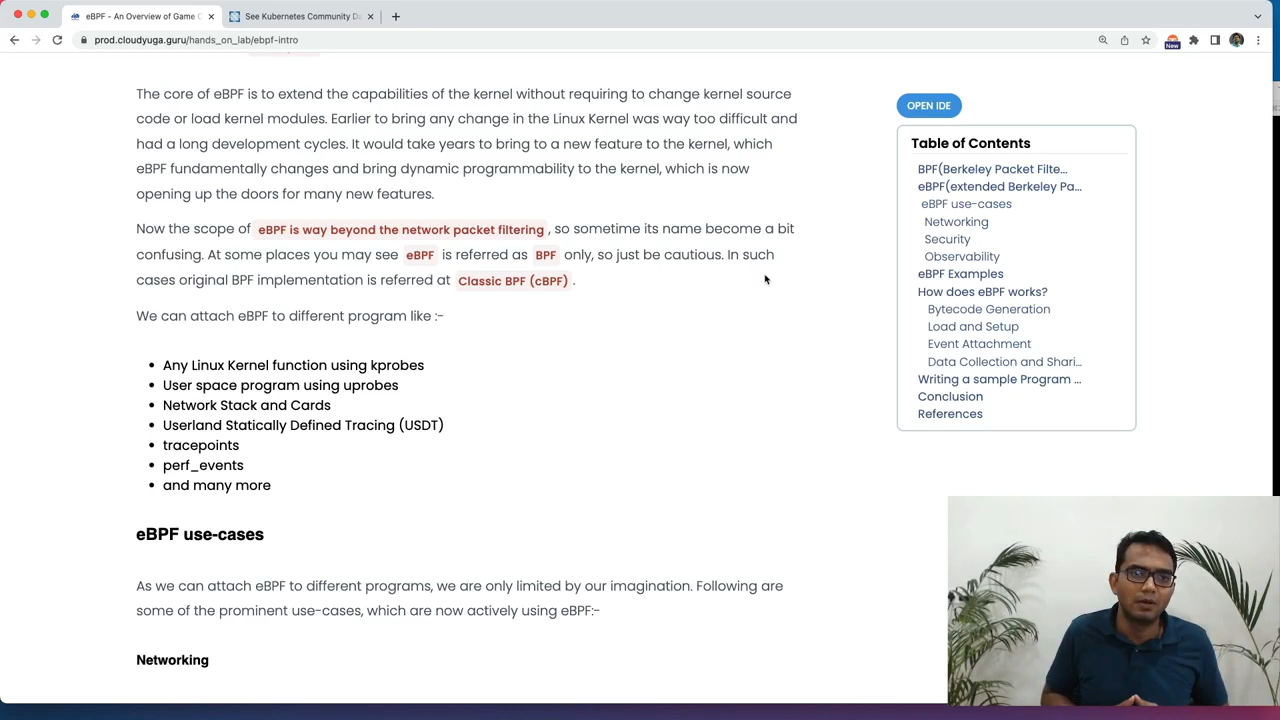 eBPF - An Overview of Game C
See Kubernetes Community Da
prod.cloudyuga.guru/hands_on_lab/ebpf-intro
New
The core of eBPF is to extend the capabilities of the kernel without requiring to change kernel source
code or load kernel modules. Earlier to bring any change in the Linux Kernel was way too difficult and
had a long development cycles. It would take years to bring to a new feature to the kernel, which
eBPF fundamentally changes and bring dynamic programmability to the kernel, which is now
opening up the doors for many new features.
Now the scope of eBPF is way beyond the network packet filtering , so sometime its name become a bit
confusing. At some places you may see eBPF is referred as BPF only, so just be cautious. In such
cases original BPF implementation is referred at Classic BPF (cBPF) .
We can attach eBPF to different program like :-
• Any Linux Kernel function using kprobes
• User space program using uprobes
• Network Stack and Cards
• Userland Statically Defined Tracing (USDT)
• tracepoints
• perf_events
• and many more
eBPF use-cases
As we can attach eBPF to different programs, we are only limited by our imagination. Following are
some of the prominent use-cases, which are now actively using eBPF:-
Networking
OPEN IDE
Table of Contents
BPF(Berkeley Packet Filte...
eBPF(extended Berkeley Pa...
eBPF use-cases
Networking
Security
Observability
eBPF Examples
How does eBPF works?
Bytecode Generation
Load and Setup
Event Attachment
Data Collection and Shari...
Writing a sample Program ...
Conclusion
References